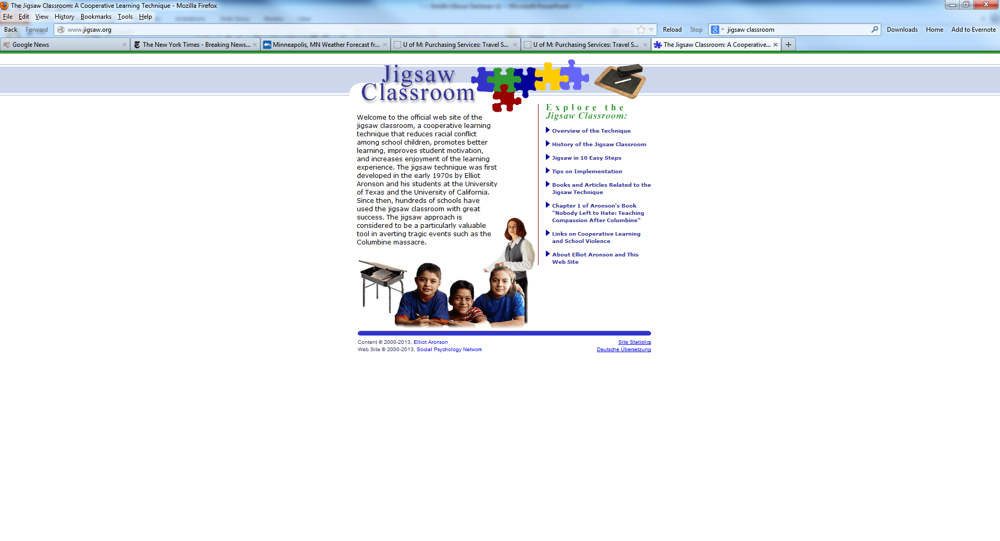 The Jigsaw Classroom: A Cooperative Learning Technique - Mozilla Firefox
File Edit View History Bookmarks Tools Help
Back Forward www.jigsaw.org Reload Stop jigsaw classroom Downloads Home Add to Evernote
Google News The New York Times - Breaking News... Minneapolis, MN Weather Forecast fr... U of M: Purchasing Services: Travel S... U of M: Purchasing Services: Travel S... The Jigsaw Classroom: A Cooperative...
Jigsaw
Classroom
Welcome to the official web site of the
jigsaw classroom, a cooperative learning
technique that reduces racial conflict
among school children, promotes better
learning, improves student motivation,
and increases enjoyment of the learning
experience. The jigsaw technique was first
developed in the early 1970s by Elliot
Aronson and his students at the University
of Texas and the University of California.
Since then, hundreds of schools have
used the jigsaw classroom with great
success. The jigsaw approach is
considered to be a particularly valuable
tool in averting tragic events such as the
Columbine massacre.
Explore the
Jigsaw Classroom:
Overview of the Technique
History of the Jigsaw Classroom
Jigsaw in 10 Easy Steps
Tips on Implementation
Books and Articles Related to the
Jigsaw Technique
Chapter 1 of Aronson's Book
"Nobody Left to Hate: Teaching
Compassion After Columbine"
Links on Cooperative Learning
and School Violence
About Elliot Aronson and This
Web Site
Content © 2000-2013, Elliot Aronson
Web Site © 2000-2013, Social Psychology Network
Site Statistics
Deutsche Übersetzung